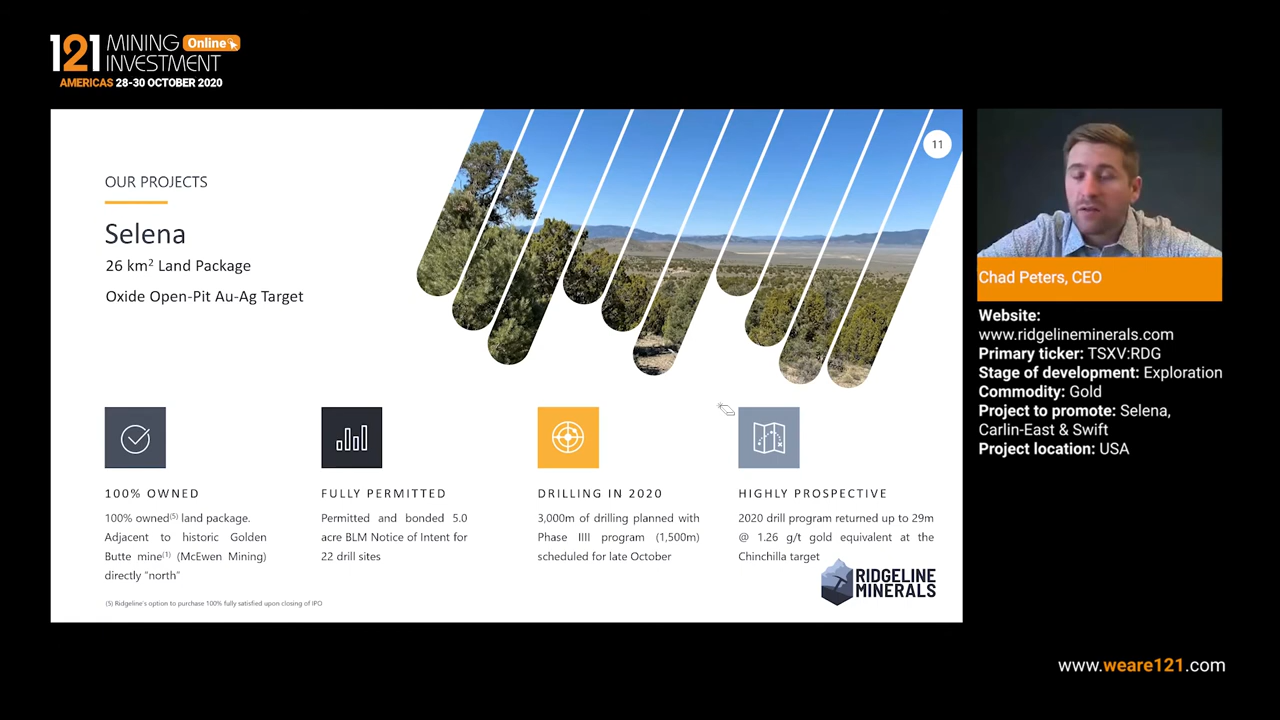 121 MINING INVESTMENT Online
AMERICAS 28-30 OCTOBER 2020
11
OUR PROJECTS
Selena
26 km² Land Package
Oxide Open-Pit Au-Ag Target
100% OWNED
100% owned(5) land package.
Adjacent to historic Golden
Butte mine(1) (McEwen Mining)
directly “north”
FULLY PERMITTED
Permitted and bonded 5.0
acre BLM Notice of Intent for
22 drill sites
DRILLING IN 2020
3,000m of drilling planned with
Phase IIII program (1,500m)
scheduled for late October
HIGHLY PROSPECTIVE
2020 drill program returned up to 29m
@ 1.26 g/t gold equivalent at the
Chinchilla target
RIDGELINE
MINERALS
(5) Ridgeline's option to purchase 100% fully satisfied upon closing of IPO
Chad Peters, CEO
Website:
www.ridgelineminerals.com
Primary ticker: TSXV:RDG
Stage of development: Exploration
Commodity: Gold
Project to promote: Selena,
Carlin-East & Swift
Project location: USA
www.weare121.com